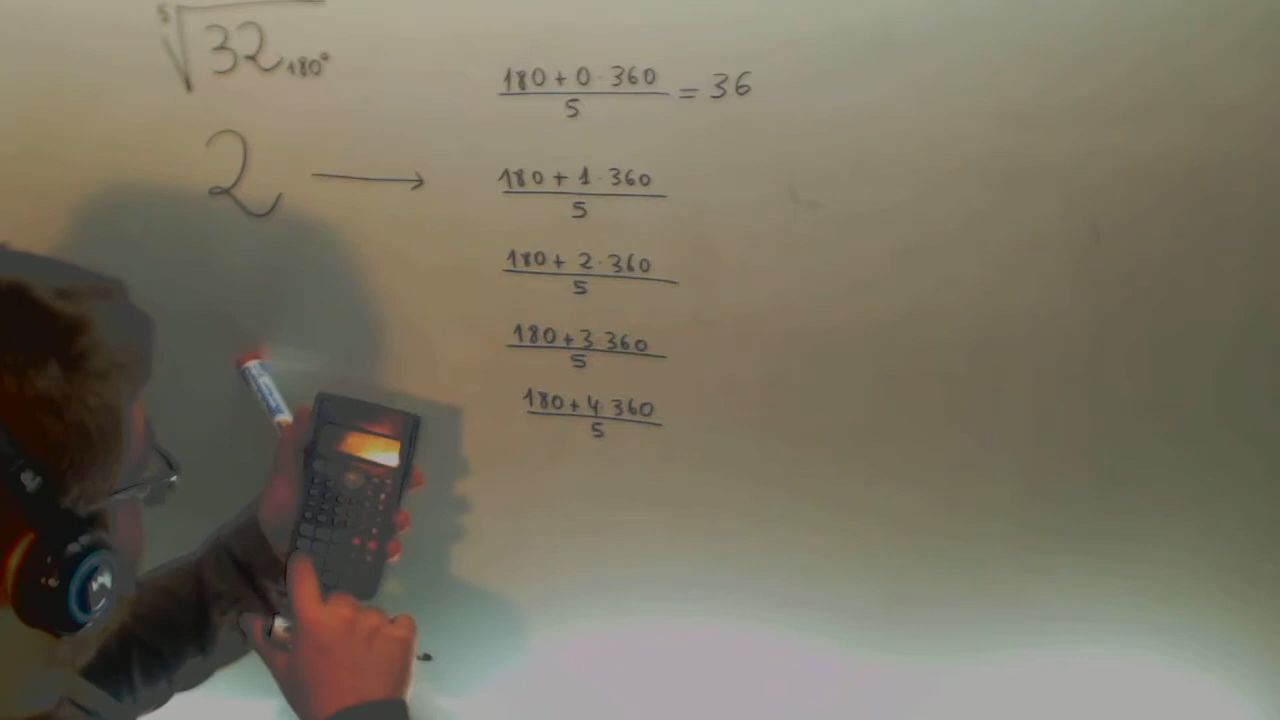 ⁵√32₁₈₀°
2 →
(180 + 0 · 360)/5 = 36
(180 + 1 · 360)/5
(180 + 2 · 360)/5
(180 + 3 360)/5
(180 + 4 360)/5